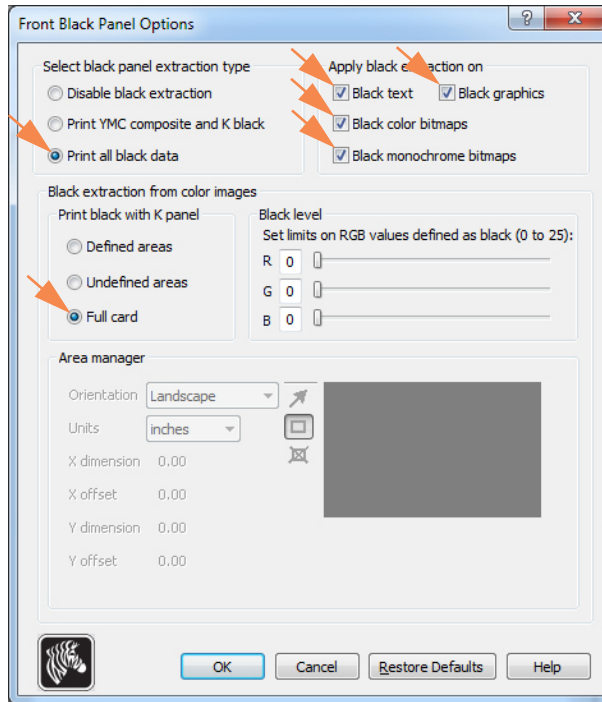 Front Black Panel Options
Select black panel extraction type
Disable black extraction
Print YMC composite and K black
Print all black data
Apply black extraction on
Black text
Black graphics
Black color bitmaps
Black monochrome bitmaps
Black extraction from color images
Print black with K panel
Defined areas
Undefined areas
Full card
Black level
Set limits on RGB values defined as black (0 to 25):
R 0
G 0
B 0
Area manager
Orientation Landscape
Units inches
X dimension 0.00
X offset 0.00
Y dimension 0.00
Y offset 0.00
OK Cancel Restore Defaults Help